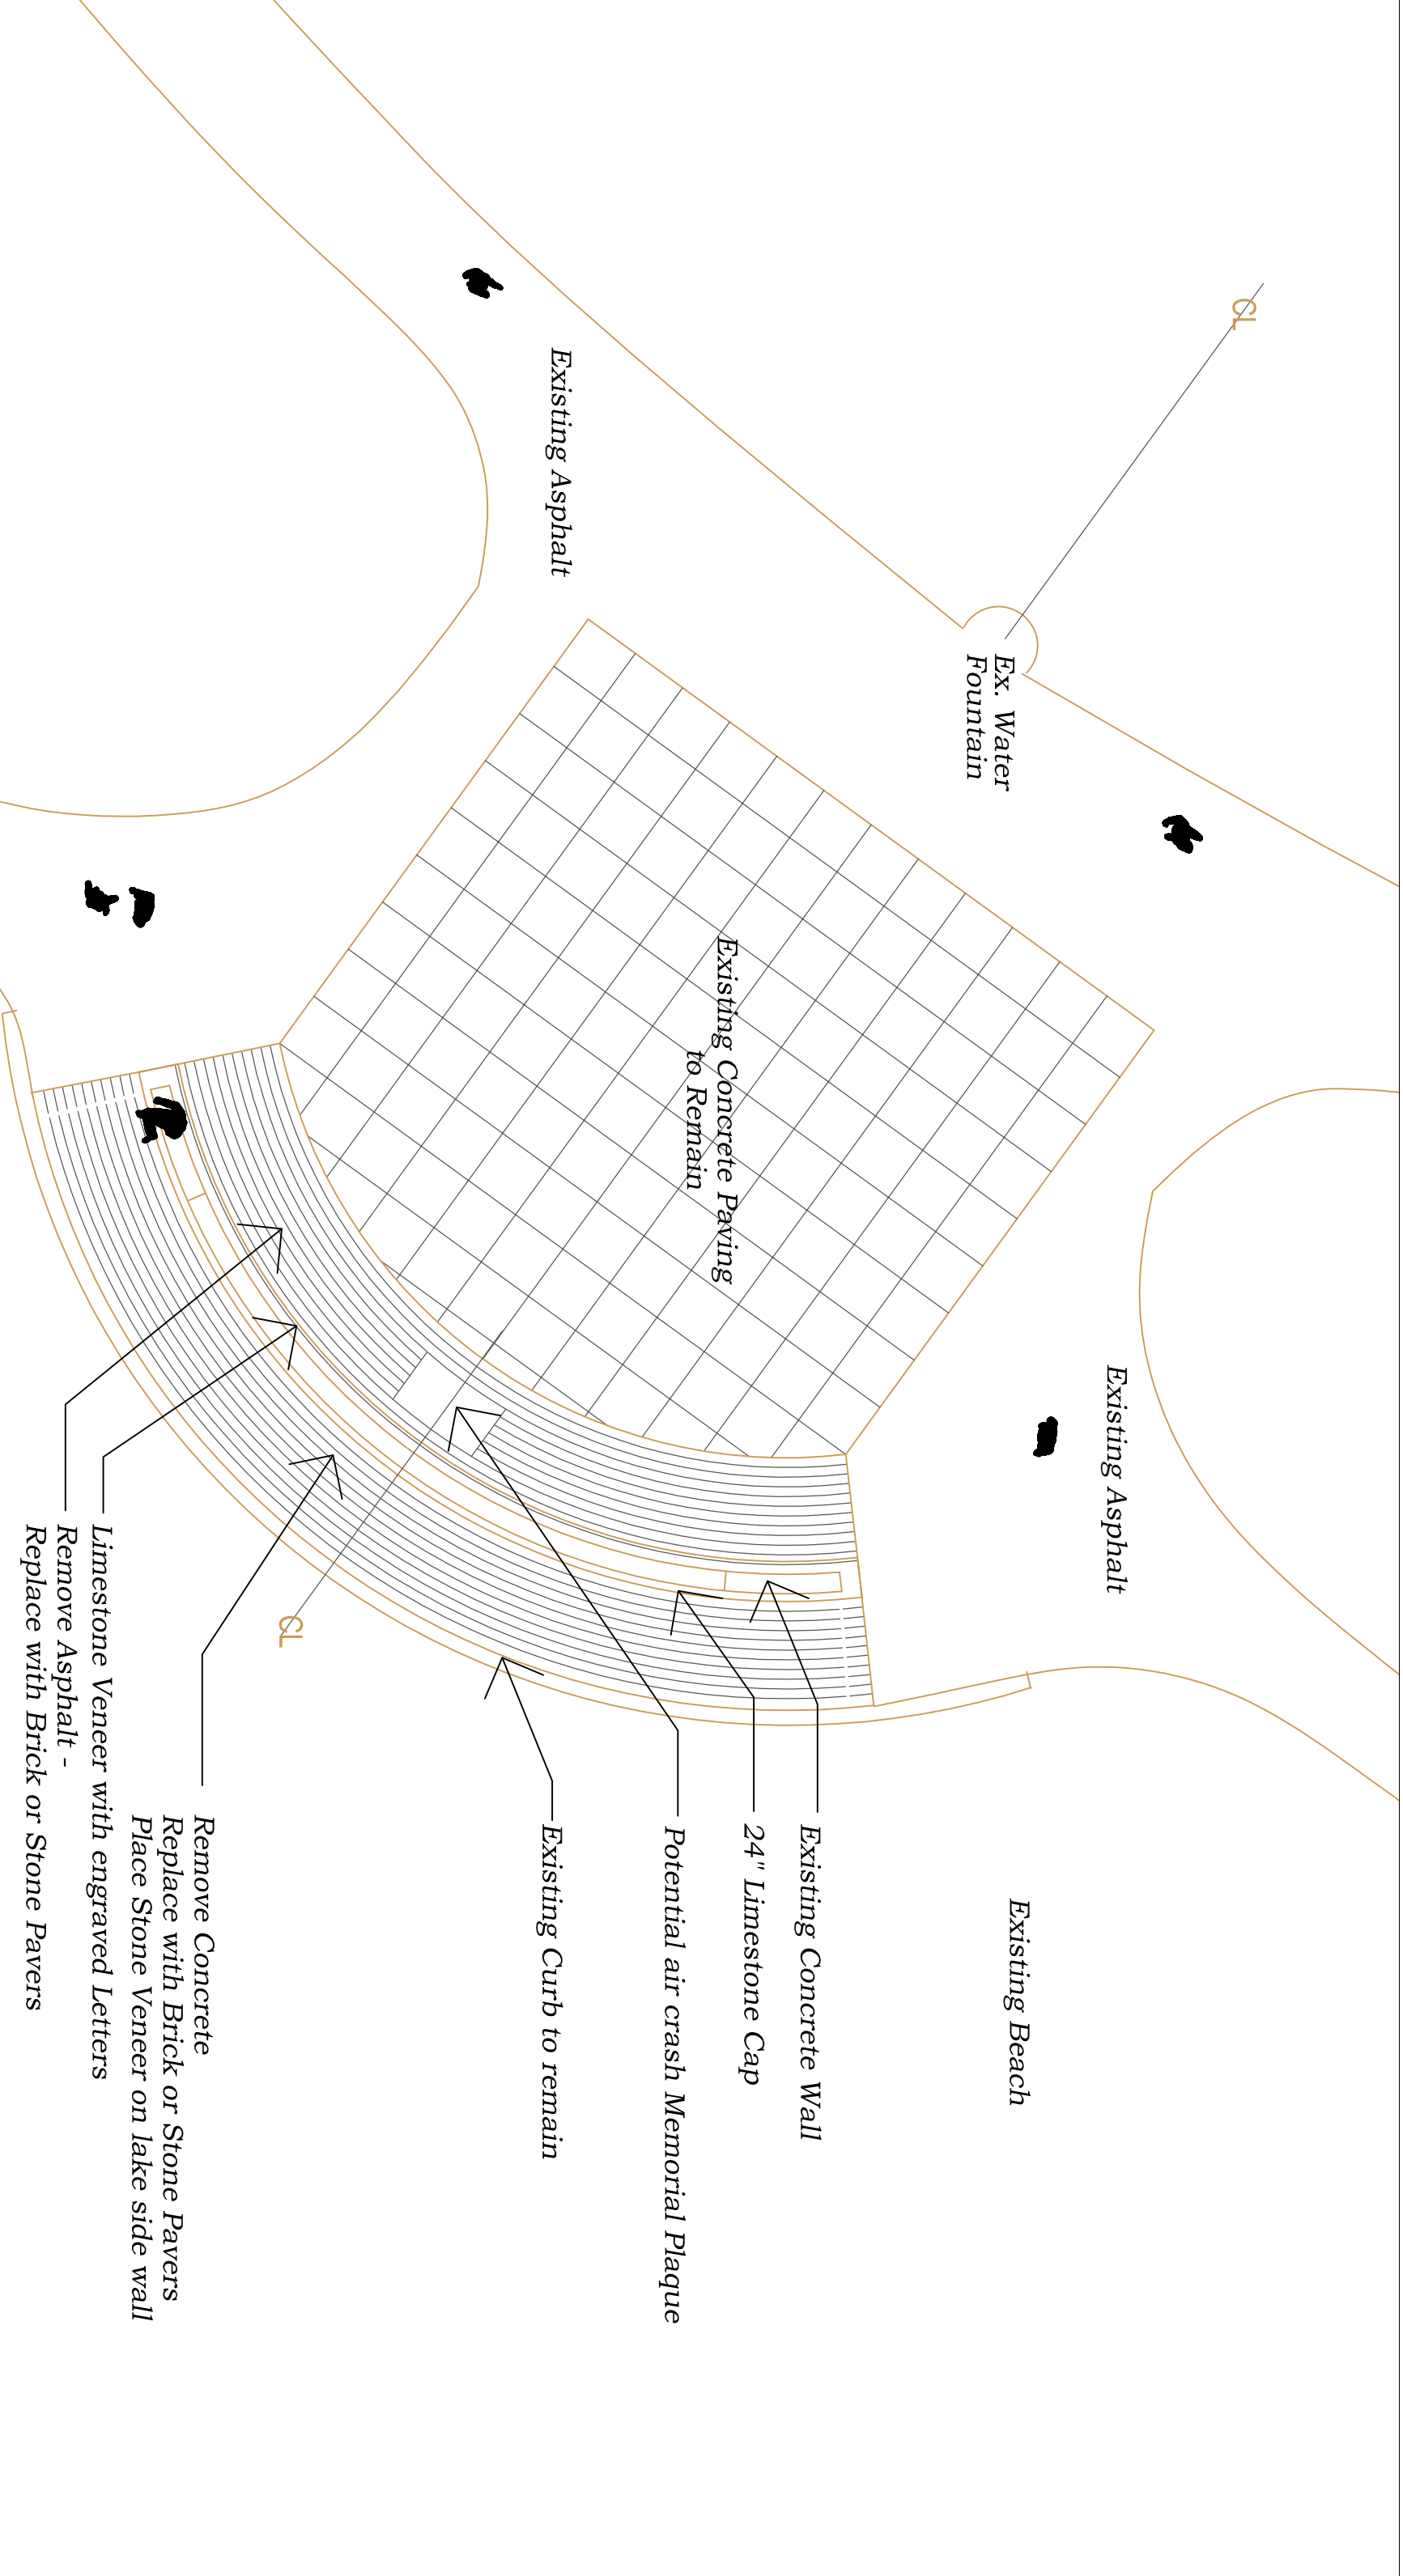 CL
Existing Asphalt
Ex. Water
Fountain
Existing Concrete Paving
to Remain
Existing Asphalt
Existing Beach
Existing Concrete Wall
24" Limestone Cap
Potential air crash Memorial Plaque
Existing Curb to remain
CL
Remove Concrete
Replace with Brick or Stone Pavers
Place Stone Veneer on lake side wall
Limestone Veneer with engraved Letters
Remove Asphalt -
Replace with Brick or Stone Pavers